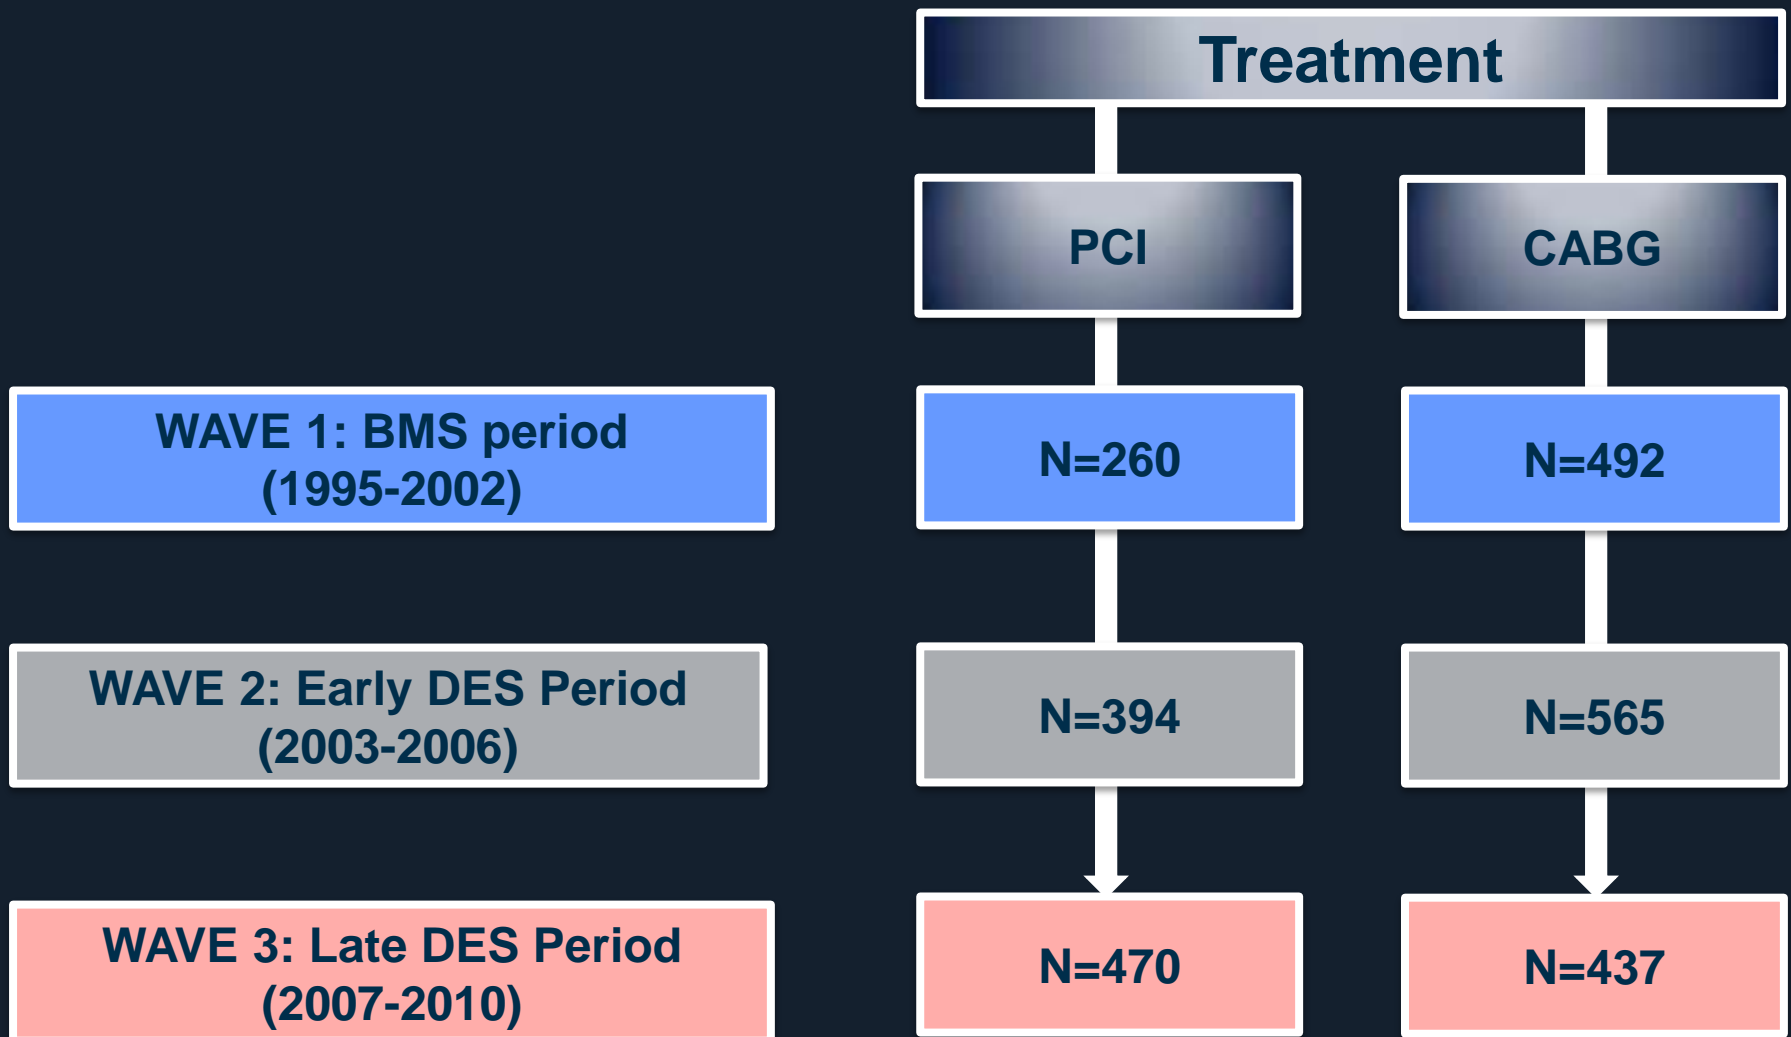 Treatment
PCI
CABG
WAVE 1: BMS period
(1995-2002)
N=260
N=492
WAVE 2: Early DES Period
(2003-2006)
N=394
N=565
WAVE 3: Late DES Period
(2007-2010)
N=470
N=437